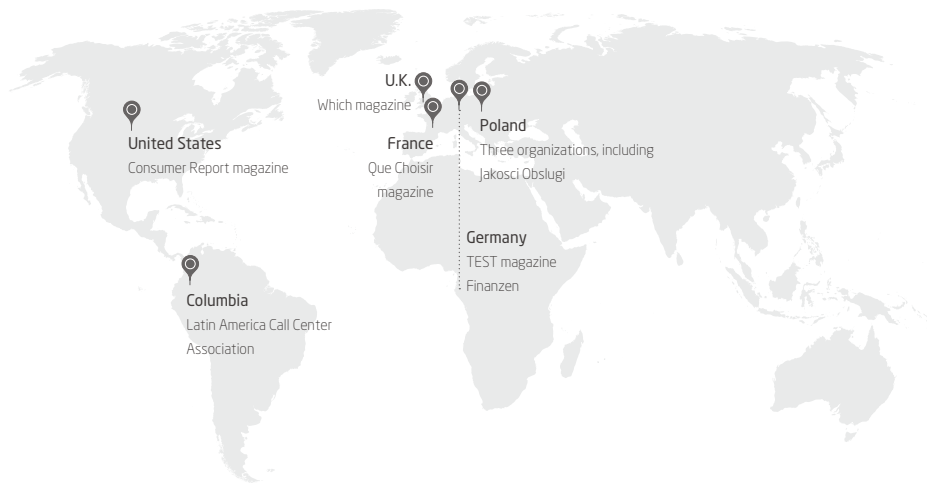 U.K.
Which magazine
United States
Consumer Report magazine
France
Que Choisir
magazine
Poland
Three organizations, including
Jakosci Obslugi
Germany
TEST magazine
Finanzen
Columbia
Latin America Call Center
Association